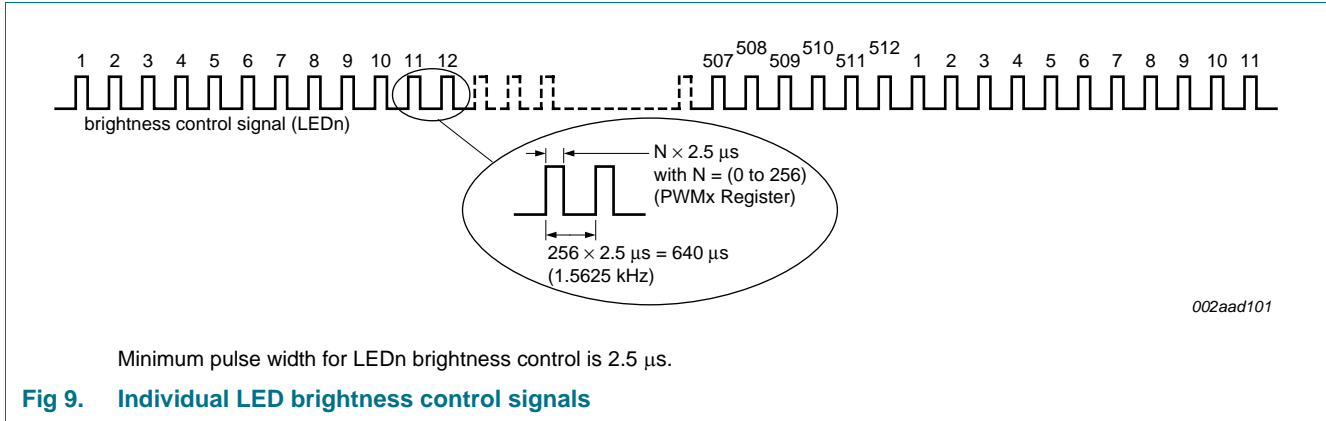 1 2 3 4 5 6 7 8 9 10 11 12 507 508 509 510 511 512 1 2 3 4 5 6 7 8 9 10 11
brightness control signal (LEDn)
N × 2.5 μs
with N = (0 to 256)
(PWMx Register)
256 × 2.5 μs = 640 μs
(1.5625 kHz)
002aad101
Minimum pulse width for LEDn brightness control is 2.5 μs.
Fig 9. Individual LED brightness control signals